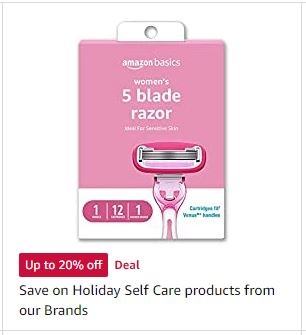 amazon basics
women's
5 blade
razor
Ideal For Sensitive Skin
1
12
1
Cartridges fit*
Venus™* handles
Up to 20% off Deal
Save on Holiday Self Care products from
our Brands